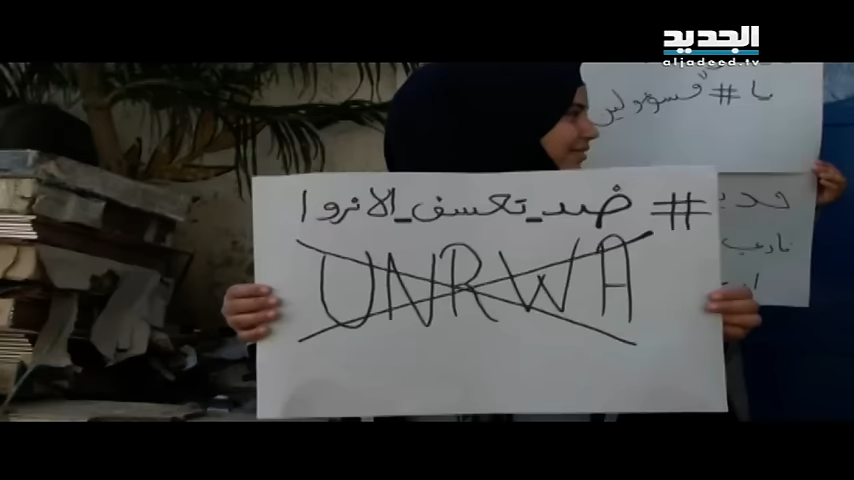 الجديد
aljadeed.tv
يا #مسؤولين
#ضد_تعسف_الانروا
UNRWA